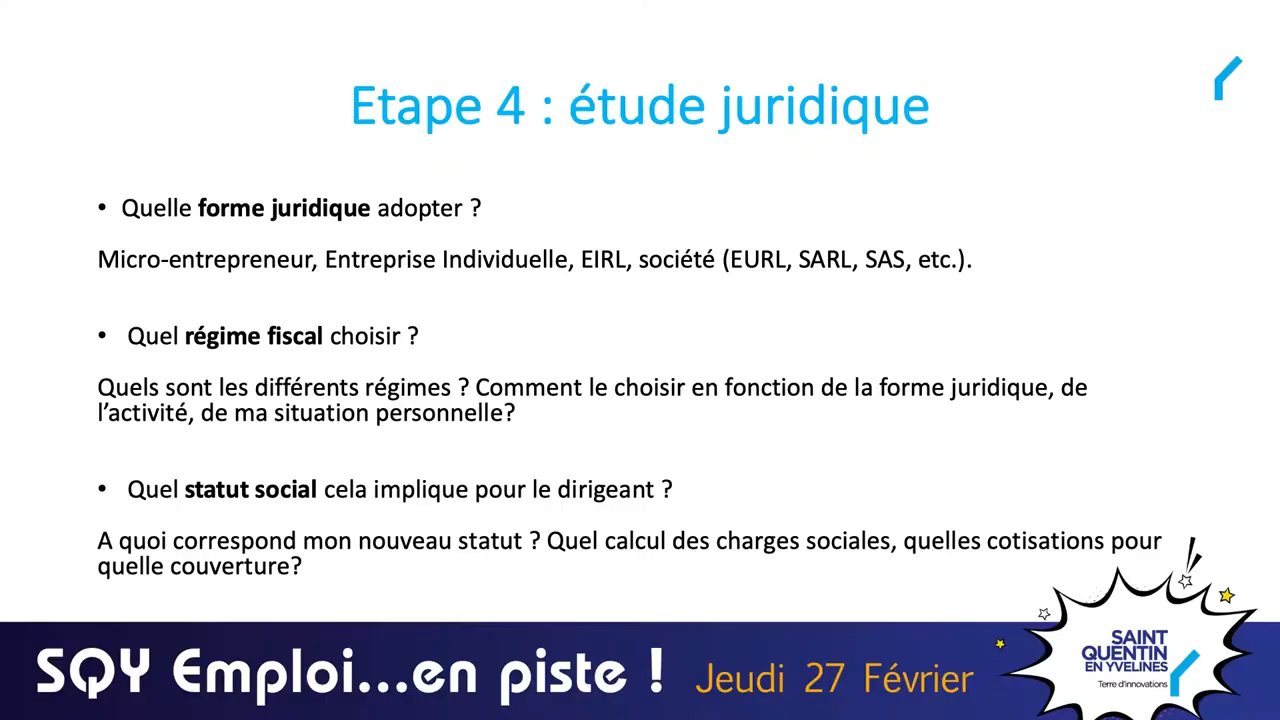 Etape 4 : étude juridique
• Quelle forme juridique adopter ?
Micro-entrepreneur, Entreprise Individuelle, EIRL, société (EURL, SARL, SAS, etc.).
• Quel régime fiscal choisir ?
Quels sont les différents régimes ? Comment le choisir en fonction de la forme juridique, de
l’activité, de ma situation personnelle?
• Quel statut social cela implique pour le dirigeant ?
A quoi correspond mon nouveau statut ? Quel calcul des charges sociales, quelles cotisations pour
quelle couverture?
SQY Emploi...en piste ! Jeudi 27 Février
SAINT
QUENTIN
EN YVELINES
Terre d'innovations